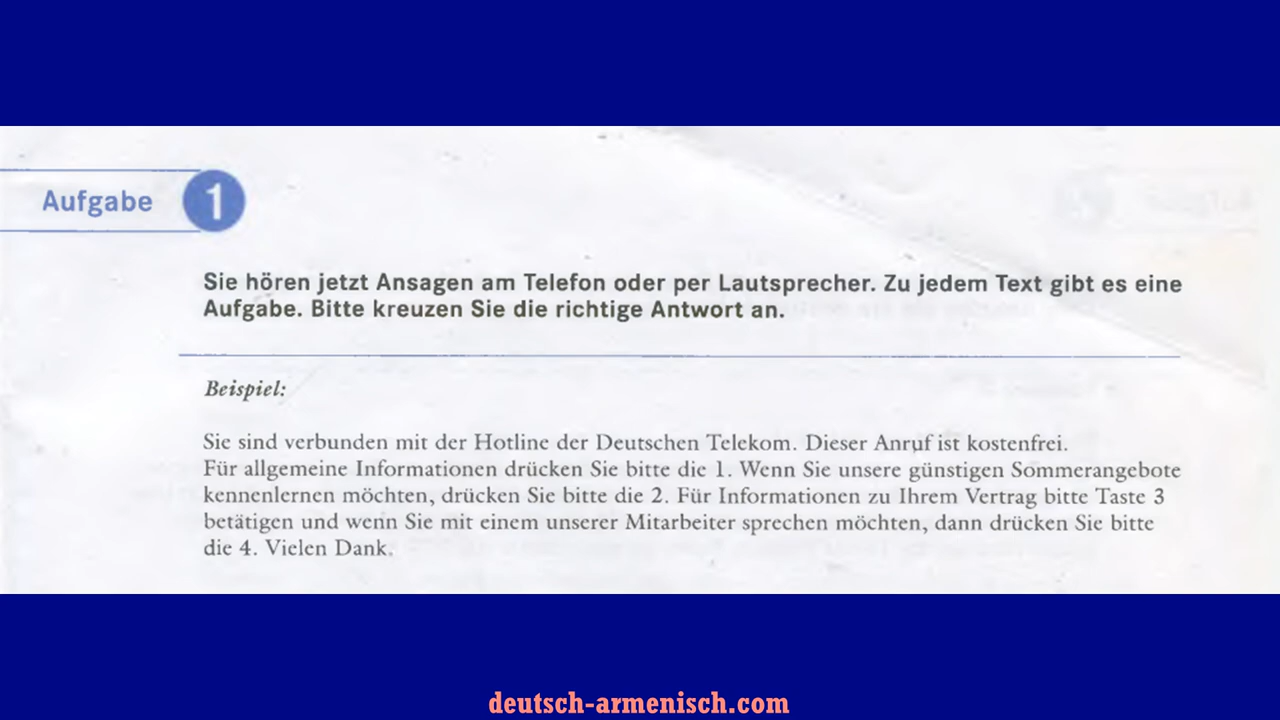 Aufgabe 1
Sie hören jetzt Ansagen am Telefon oder per Lautsprecher. Zu jedem Text gibt es eine
Aufgabe. Bitte kreuzen Sie die richtige Antwort an.
Beispiel:
Sie sind verbunden mit der Hotline der Deutschen Telekom. Dieser Anruf ist kostenfrei.
Für allgemeine Informationen drücken Sie bitte die 1. Wenn Sie unsere günstigen Sommerangebote
kennenlernen möchten, drücken Sie bitte die 2. Für Informationen zu Ihrem Vertrag bitte Taste 3
betätigen und wenn Sie mit einem unserer Mitarbeiter sprechen möchten, dann drücken Sie bitte
die 4. Vielen Dank.
deutsch-armenisch.com